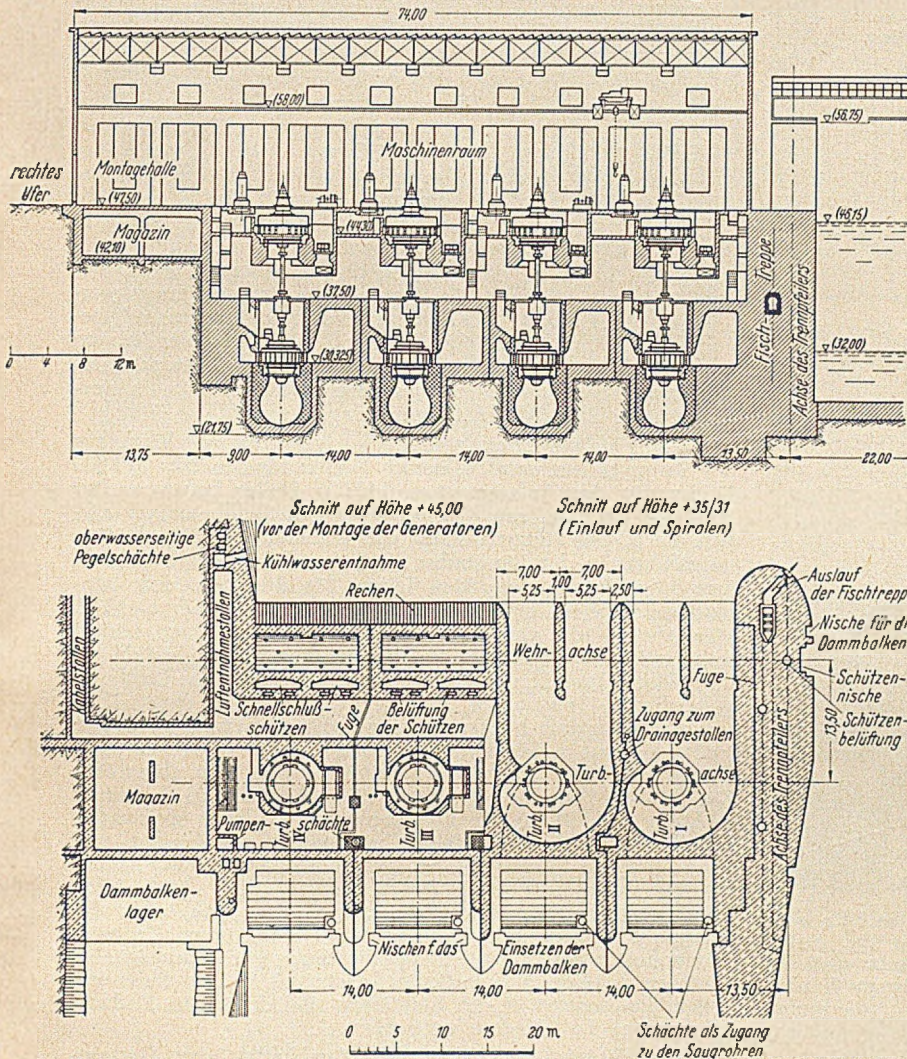 74,00
(58,00)
(56,75)
Maschinenraum
Montagehalle
rechtes
Ufer
(47,50)
(46,15)
(44,30)
Magazin
(42,10)
Fisch-Treppe
Achse des Trennpfeilers
(37,50)
(32,00)
(30,325)
0 4 8 12 m.
(21,75)
13,75 9,00 14,00 14,00 14,00 13,50 22,00
Schnitt auf Höhe +45,00
(vor der Montage der Generatoren)
Schnitt auf Höhe +35/31
(Einlauf und Spiralen)
oberwasserseitige
Pegelschächte
Kühlwasserentnahme
Rechen
7,00 7,00
1,00
5,25 5,25 2,50
Auslauf
der Fischtrepp
Nische für d
Dammbalken
Kabelstollen
Luftentnahmestollen
Wehr-achse
Fuge
Schützen-
nische
Schützen-
belüftung
13,50
Schnellschluß-
schützen
Fuge
Belüftung
der Schützen
Zugang zum
Drainagestollen
Magazin
Pumpen-schächte
Turb. IV
Turb. III
Turb. II
Turb. I
Turb.-achse
Achse des Trennpfeilers
Dammbalken-
lager
Nischen f. das
Einsetzen der
Dammbalken
14,00 14,00 14,00 13,50
0 5 10 15 20 m.
Schächte als Zugang
zu den Saugrohren